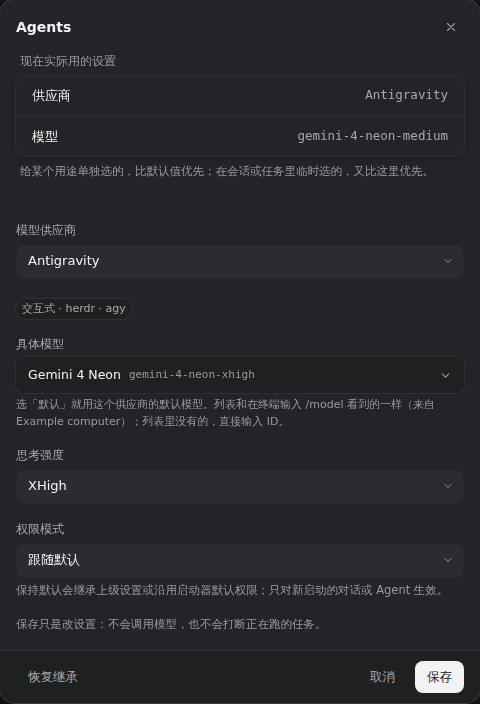 Agents
现在实际用的设置
供应商 Antigravity
模型 gemini-4-neon-medium
给某个用途单独选的，比默认值优先；在会话或任务里临时选的，又比这里优先。
模型供应商
Antigravity
交互式 · herdr · agy
具体模型
Gemini 4 Neon gemini-4-neon-xhigh
选「默认」就用这个供应商的默认模型。列表和在终端输入 /model 看到的一样（来自
Example computer）；列表里没有的，直接输入 ID。
思考强度
XHigh
权限模式
跟随默认
保持默认会继承上级设置或沿用启动器默认权限；只对新启动的对话或 Agent 生效。
保存只是改设置：不会调用模型，也不会打断正在跑的任务。
恢复继承 取消 保存